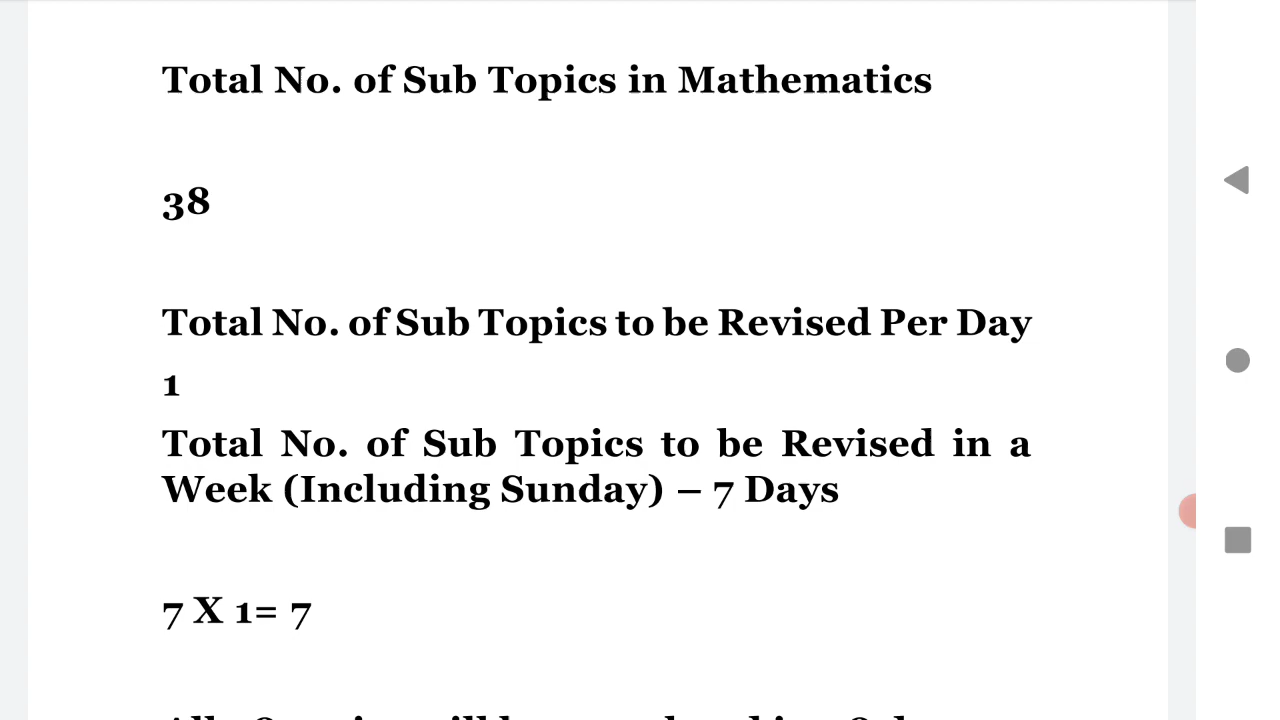 Total No. of Sub Topics in Mathematics
38
Total No. of Sub Topics to be Revised Per Day
1
Total No. of Sub Topics to be Revised in a
Week (Including Sunday) – 7 Days
7 X 1= 7